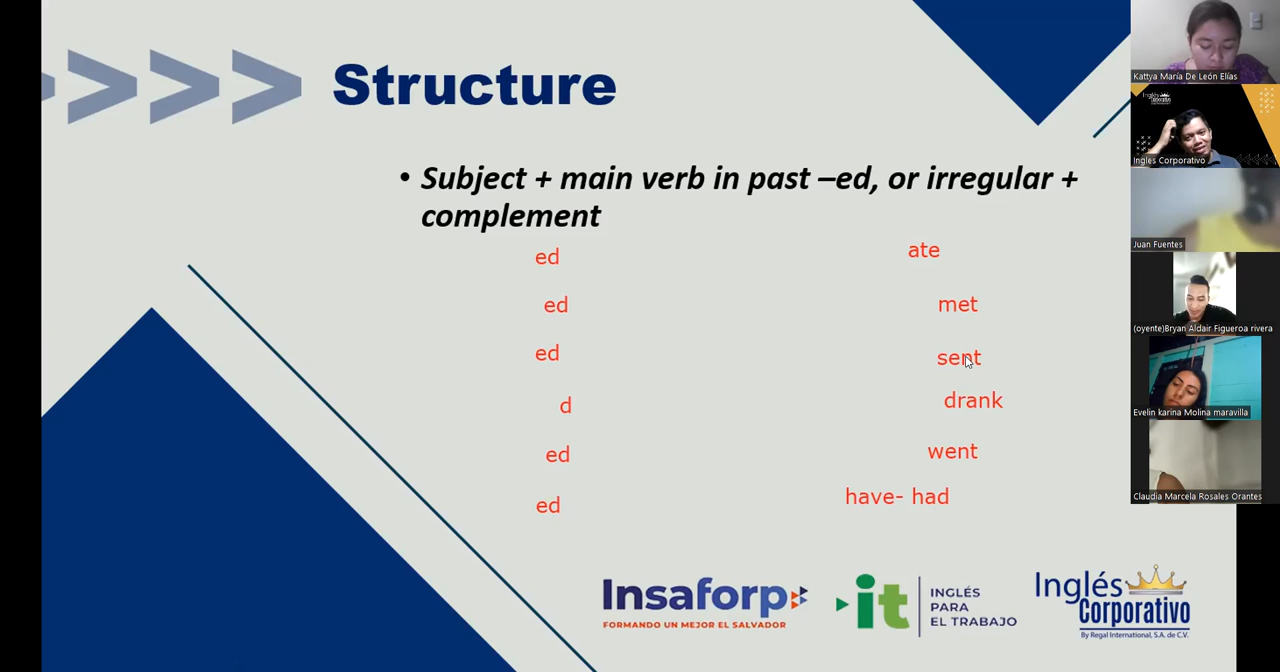 Structure
• Subject + main verb in past –ed, or irregular +
complement
ed
ate
ed
met
ed
sent
d
drank
ed
went
ed
have- had
Insaforp
FORMANDO UN MEJOR EL SALVADOR
it
INGLÉS
PARA
EL TRABAJO
Inglés
Corporativo
By Regal International, S.A. de C.V.
Kattya María De León Elías
Ingles Corporativo
Juan Fuentes
(oyente)Bryan Aldair Figueroa rivera
Evelin karina Molina maravilla
Claudia Marcela Rosales Orantes